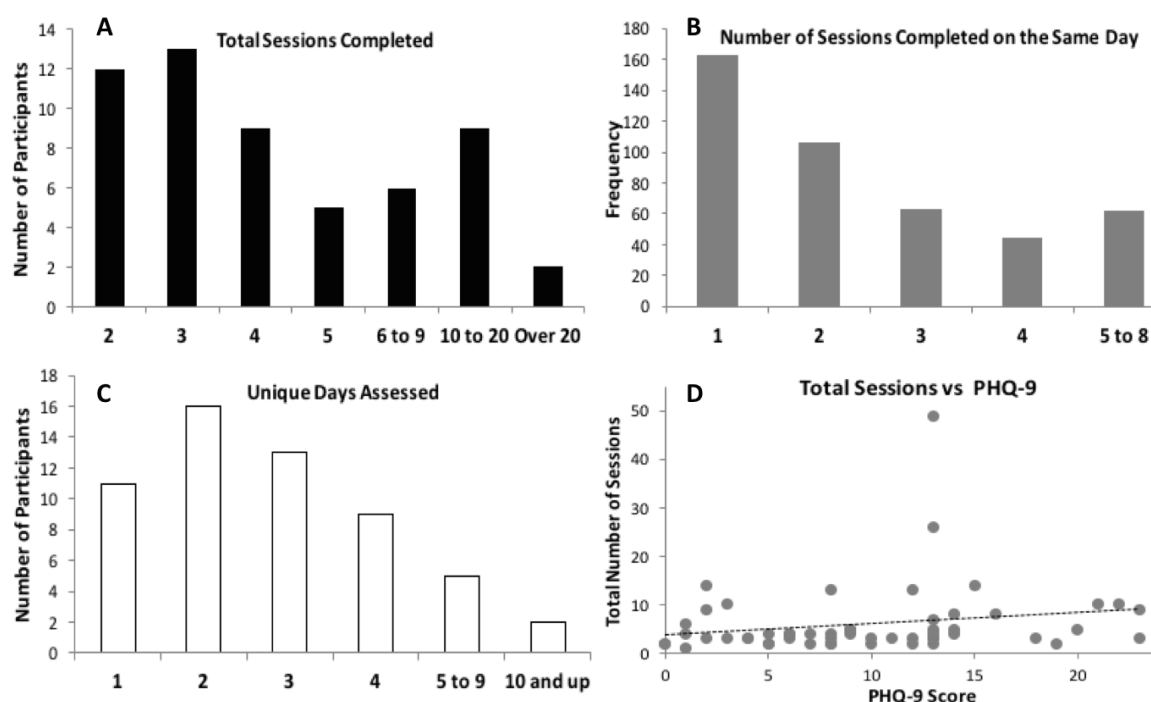 A
Total Sessions Completed
Number of Participants
14
12
10
8
6
4
2
0
2 3 4 5 6 to 9 10 to 20 Over 20
B
Number of Sessions Completed on the Same Day
Frequency
180
160
140
120
100
80
60
40
20
0
1 2 3 4 5 to 8
C
Unique Days Assessed
Number of Participants
18
16
14
12
10
8
6
4
2
0
1 2 3 4 5 to 9 10 and up
D
Total Sessions vs PHQ-9
Total Number of Sessions
50
40
30
20
10
0
0 5 10 15 20
PHQ-9 Score